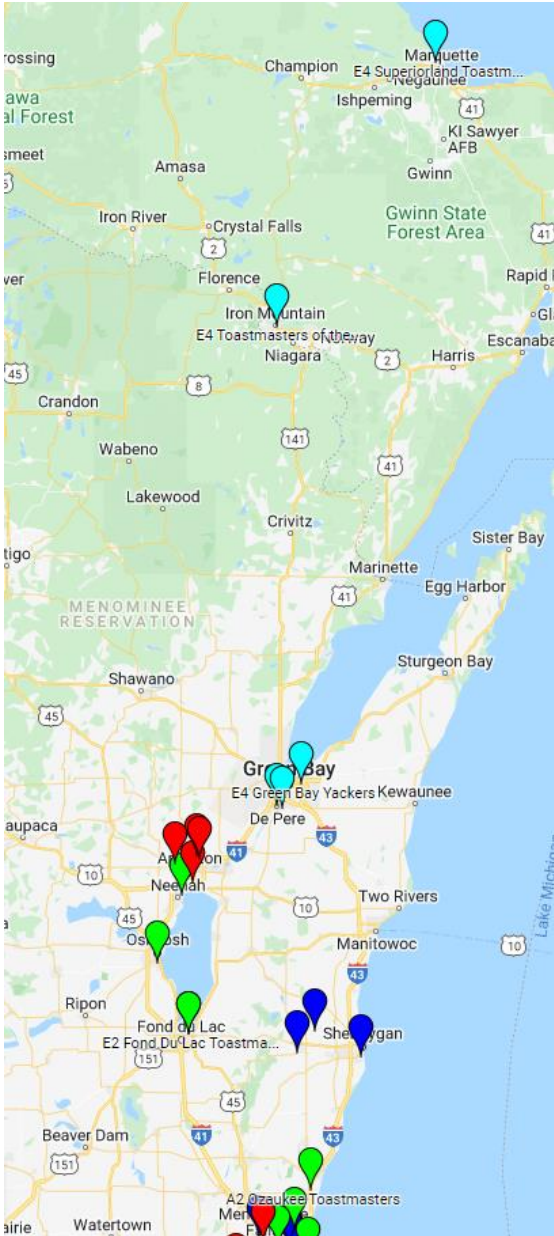 rossing
Champion
Marquette
E4 Superiorland Toastm...
Negaunee
Ishpeming
awa
al Forest
41
KI Sawyer
AFB
smeet
Amasa
Gwinn
Iron River
Crystal Falls
Gwinn State
Forest Area
2
41
ver
Florence
Rapid R
Iron Mountain
E4 Toastmasters of the...
Niagara
Escanaba
45
2
Harris
8
Crandon
141
Wabeno
41
Lakewood
Crivitz
Sister Bay
tigo
Marinette
Egg Harbor
41
MENOMINEE
RESERVATION
Sturgeon Bay
Shawano
45
Green Bay
E4 Green Bay Yackers
Kewaunee
De Pere
aupaca
43
41
10
Neenah
Two Rivers
10
45
Manitowoc
10
Lake Michigan
Oshkosh
43
Ripon
Fond du Lac
Sheboygan
E2 Fond Du Lac Toastma...
151
45
41
43
Beaver Dam
151
A2 Ozaukee Toastmasters
airie
Watertown